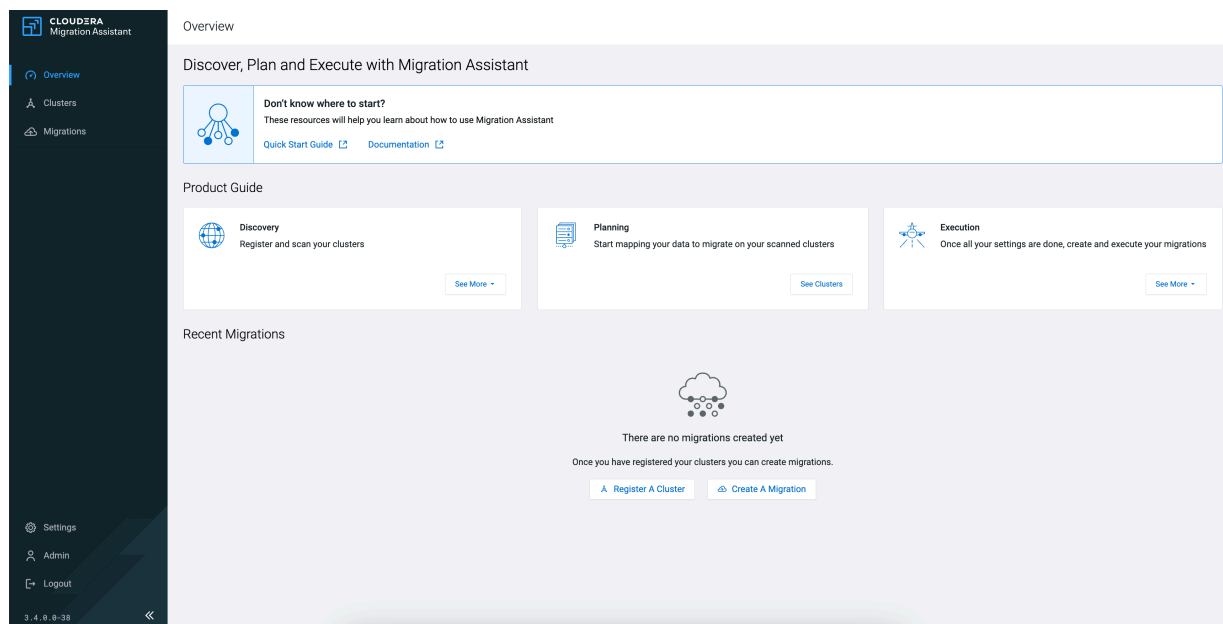 CLOUDERA
Migration Assistant
Overview
Clusters
Migrations
Settings
Admin
Logout
3.4.0.0-38
Overview
Discover, Plan and Execute with Migration Assistant
Don't know where to start?
These resources will help you learn about how to use Migration Assistant
Quick Start Guide Documentation
Product Guide
Discovery
Register and scan your clusters
See More
Planning
Start mapping your data to migrate on your scanned clusters
See Clusters
Execution
Once all your settings are done, create and execute your migrations
See More
Recent Migrations
There are no migrations created yet
Once you have registered your clusters you can create migrations.
Register A Cluster Create A Migration